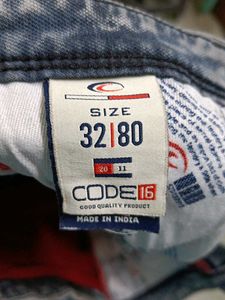 SIZE
32|80
20 11
CODE 16
GOOD QUALITY PRODUCT
MADE IN INDIA